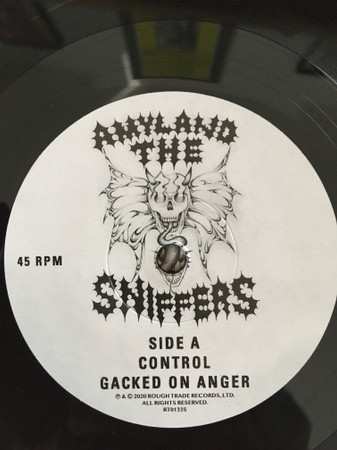 AMYL AND
THE
SNIFFERS
45 RPM
SIDE A
CONTROL
GACKED ON ANGER
℗ & © 2020 ROUGH TRADE RECORDS, LTD.
ALL RIGHTS RESERVED.
RT0133S